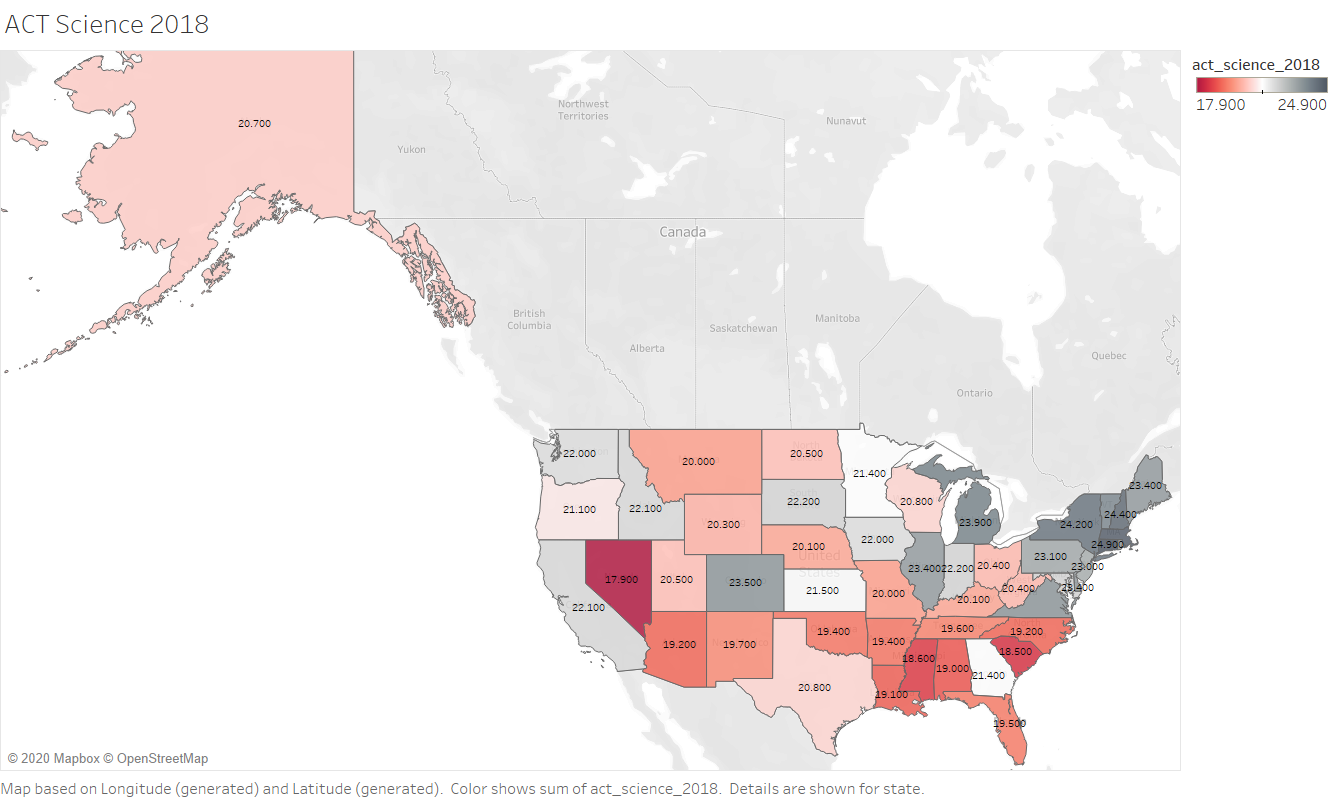 ACT Science 2018
act_science_2018
17.900 24.900
20.700
Northwest
Territories
Nunavut
Yukon
Canada
British
Columbia
Alberta
Saskatchewan
Manitoba
Ontario
Quebec
22.000
20.000
20.500
21.400
20.800
23.400
21.100
22.100
20.300
22.200
22.000
23.900
24.200
24.400
24.900
17.900
20.500
23.500
20.100
United
States
21.500
23.400
22.200
20.400
23.100
23.000
22.100
20.000
20.100
20.400
23.400
19.200
19.700
19.400
19.400
19.600
19.200
18.600
19.000
21.400
18.500
20.800
19.100
19.500
© 2020 Mapbox © OpenStreetMap
Map based on Longitude (generated) and Latitude (generated). Color shows sum of act_science_2018. Details are shown for state.